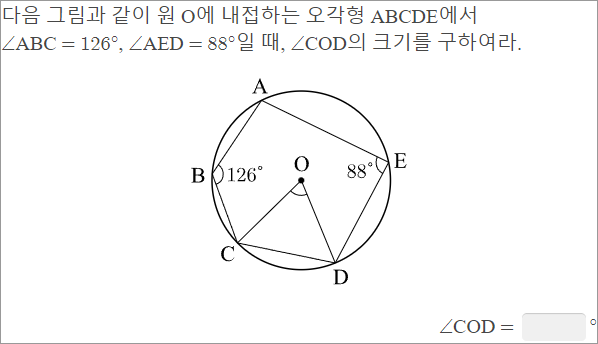 다음 그림과 같이 원 O에 내접하는 오각형 ABCDE에서
∠ABC = 126°, ∠AED = 88°일 때, ∠COD의 크기를 구하여라.
A
B 126° O 88° E
C
D
∠COD = °